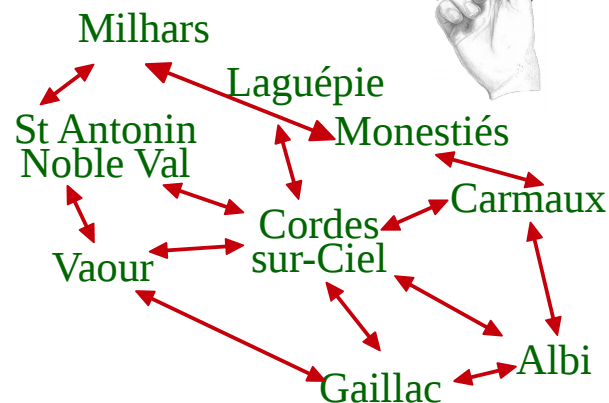 Milhars
Laguépie
St Antonin
Noble Val
Monestiés
Carmaux
Cordes
sur-Ciel
Vaour
Albi
Gaillac